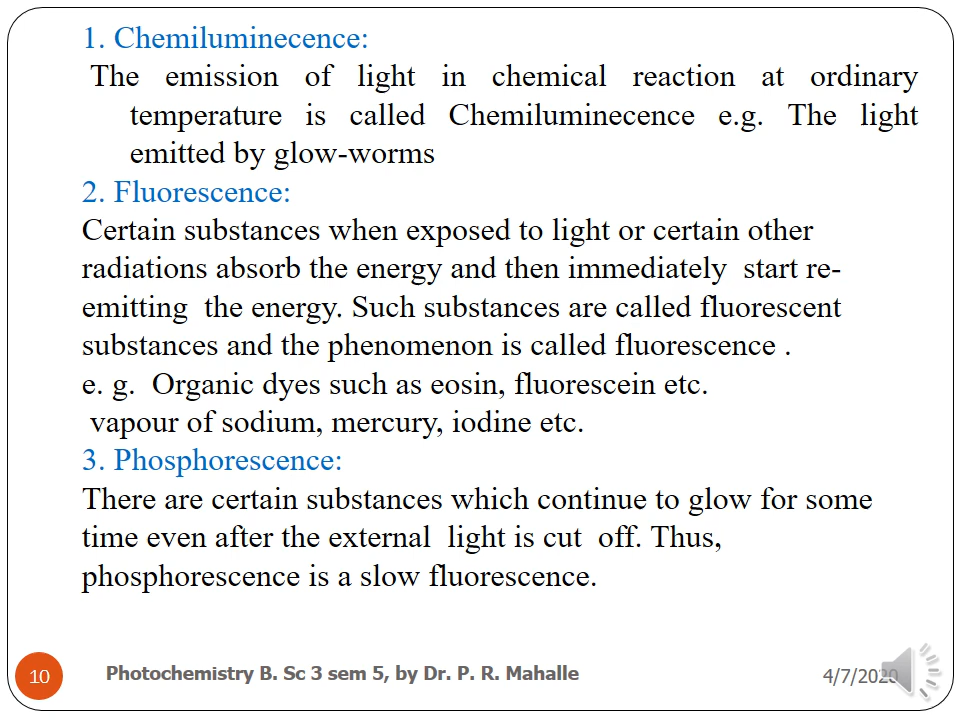 1. Chemiluminecence:
The emission of light in chemical reaction at ordinary
temperature is called Chemiluminecence e.g. The light
emitted by glow-worms
2. Fluorescence:
Certain substances when exposed to light or certain other
radiations absorb the energy and then immediately start re-
emitting the energy. Such substances are called fluorescent
substances and the phenomenon is called fluorescence .
e. g. Organic dyes such as eosin, fluorescein etc.
vapour of sodium, mercury, iodine etc.
3. Phosphorescence:
There are certain substances which continue to glow for some
time even after the external light is cut off. Thus,
phosphorescence is a slow fluorescence.
10
Photochemistry B. Sc 3 sem 5, by Dr. P. R. Mahalle
4/7/2020